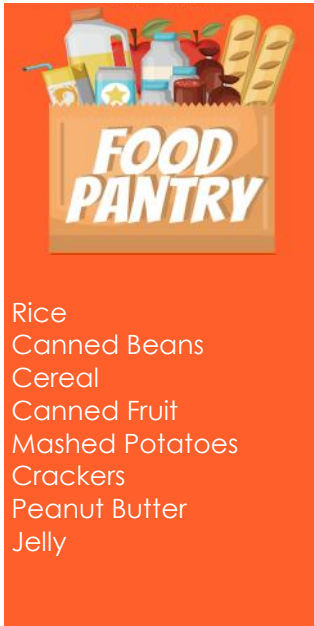 FOOD
PANTRY
Rice
Canned Beans
Cereal
Canned Fruit
Mashed Potatoes
Crackers
Peanut Butter
Jelly